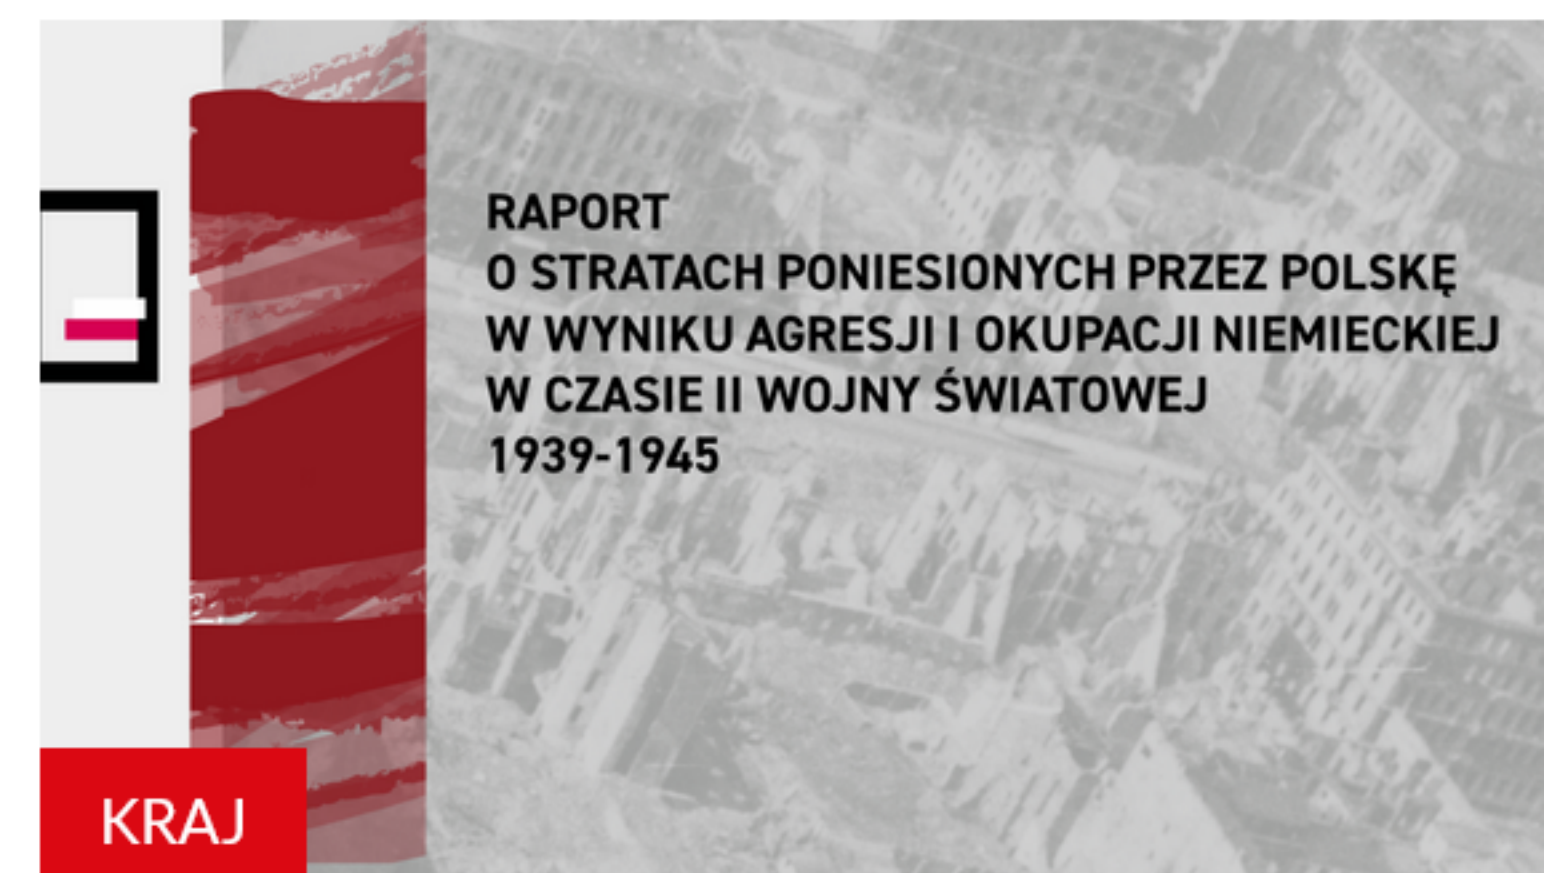 RAPORT
O STRATACH PONIESIONYCH PRZEZ POLSKĘ
W WYNIKU AGRESJI I OKUPACJI NIEMIECKIEJ
W CZASIE II WOJNY ŚWIATOWEJ
1939-1945
KRAJ